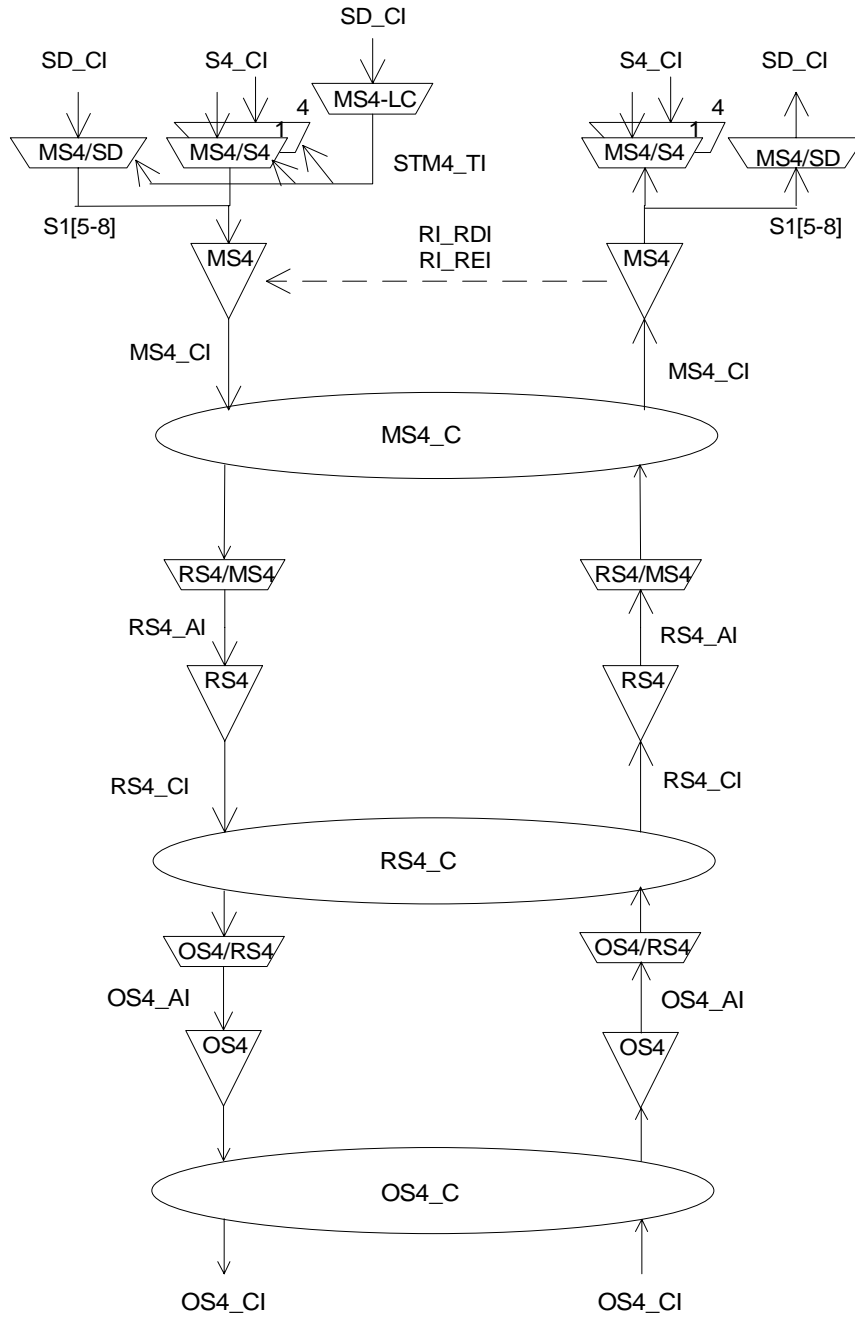 SD_CI
SD_CI
S4_CI
S4_CI
SD_CI
MS4-LC
4
1
4
1
MS4/SD
MS4/S4
STM4_TI
MS4/S4
MS4/SD
S1[5-8]
S1[5-8]
RI_RDI
RI_REI
MS4
MS4
MS4_CI
MS4_CI
MS4_C
RS4/MS4
RS4/MS4
RS4_AI
RS4_AI
RS4
RS4
RS4_CI
RS4_CI
RS4_C
OS4/RS4
OS4/RS4
OS4_AI
OS4_AI
OS4
OS4
OS4_C
OS4_CI
OS4_CI